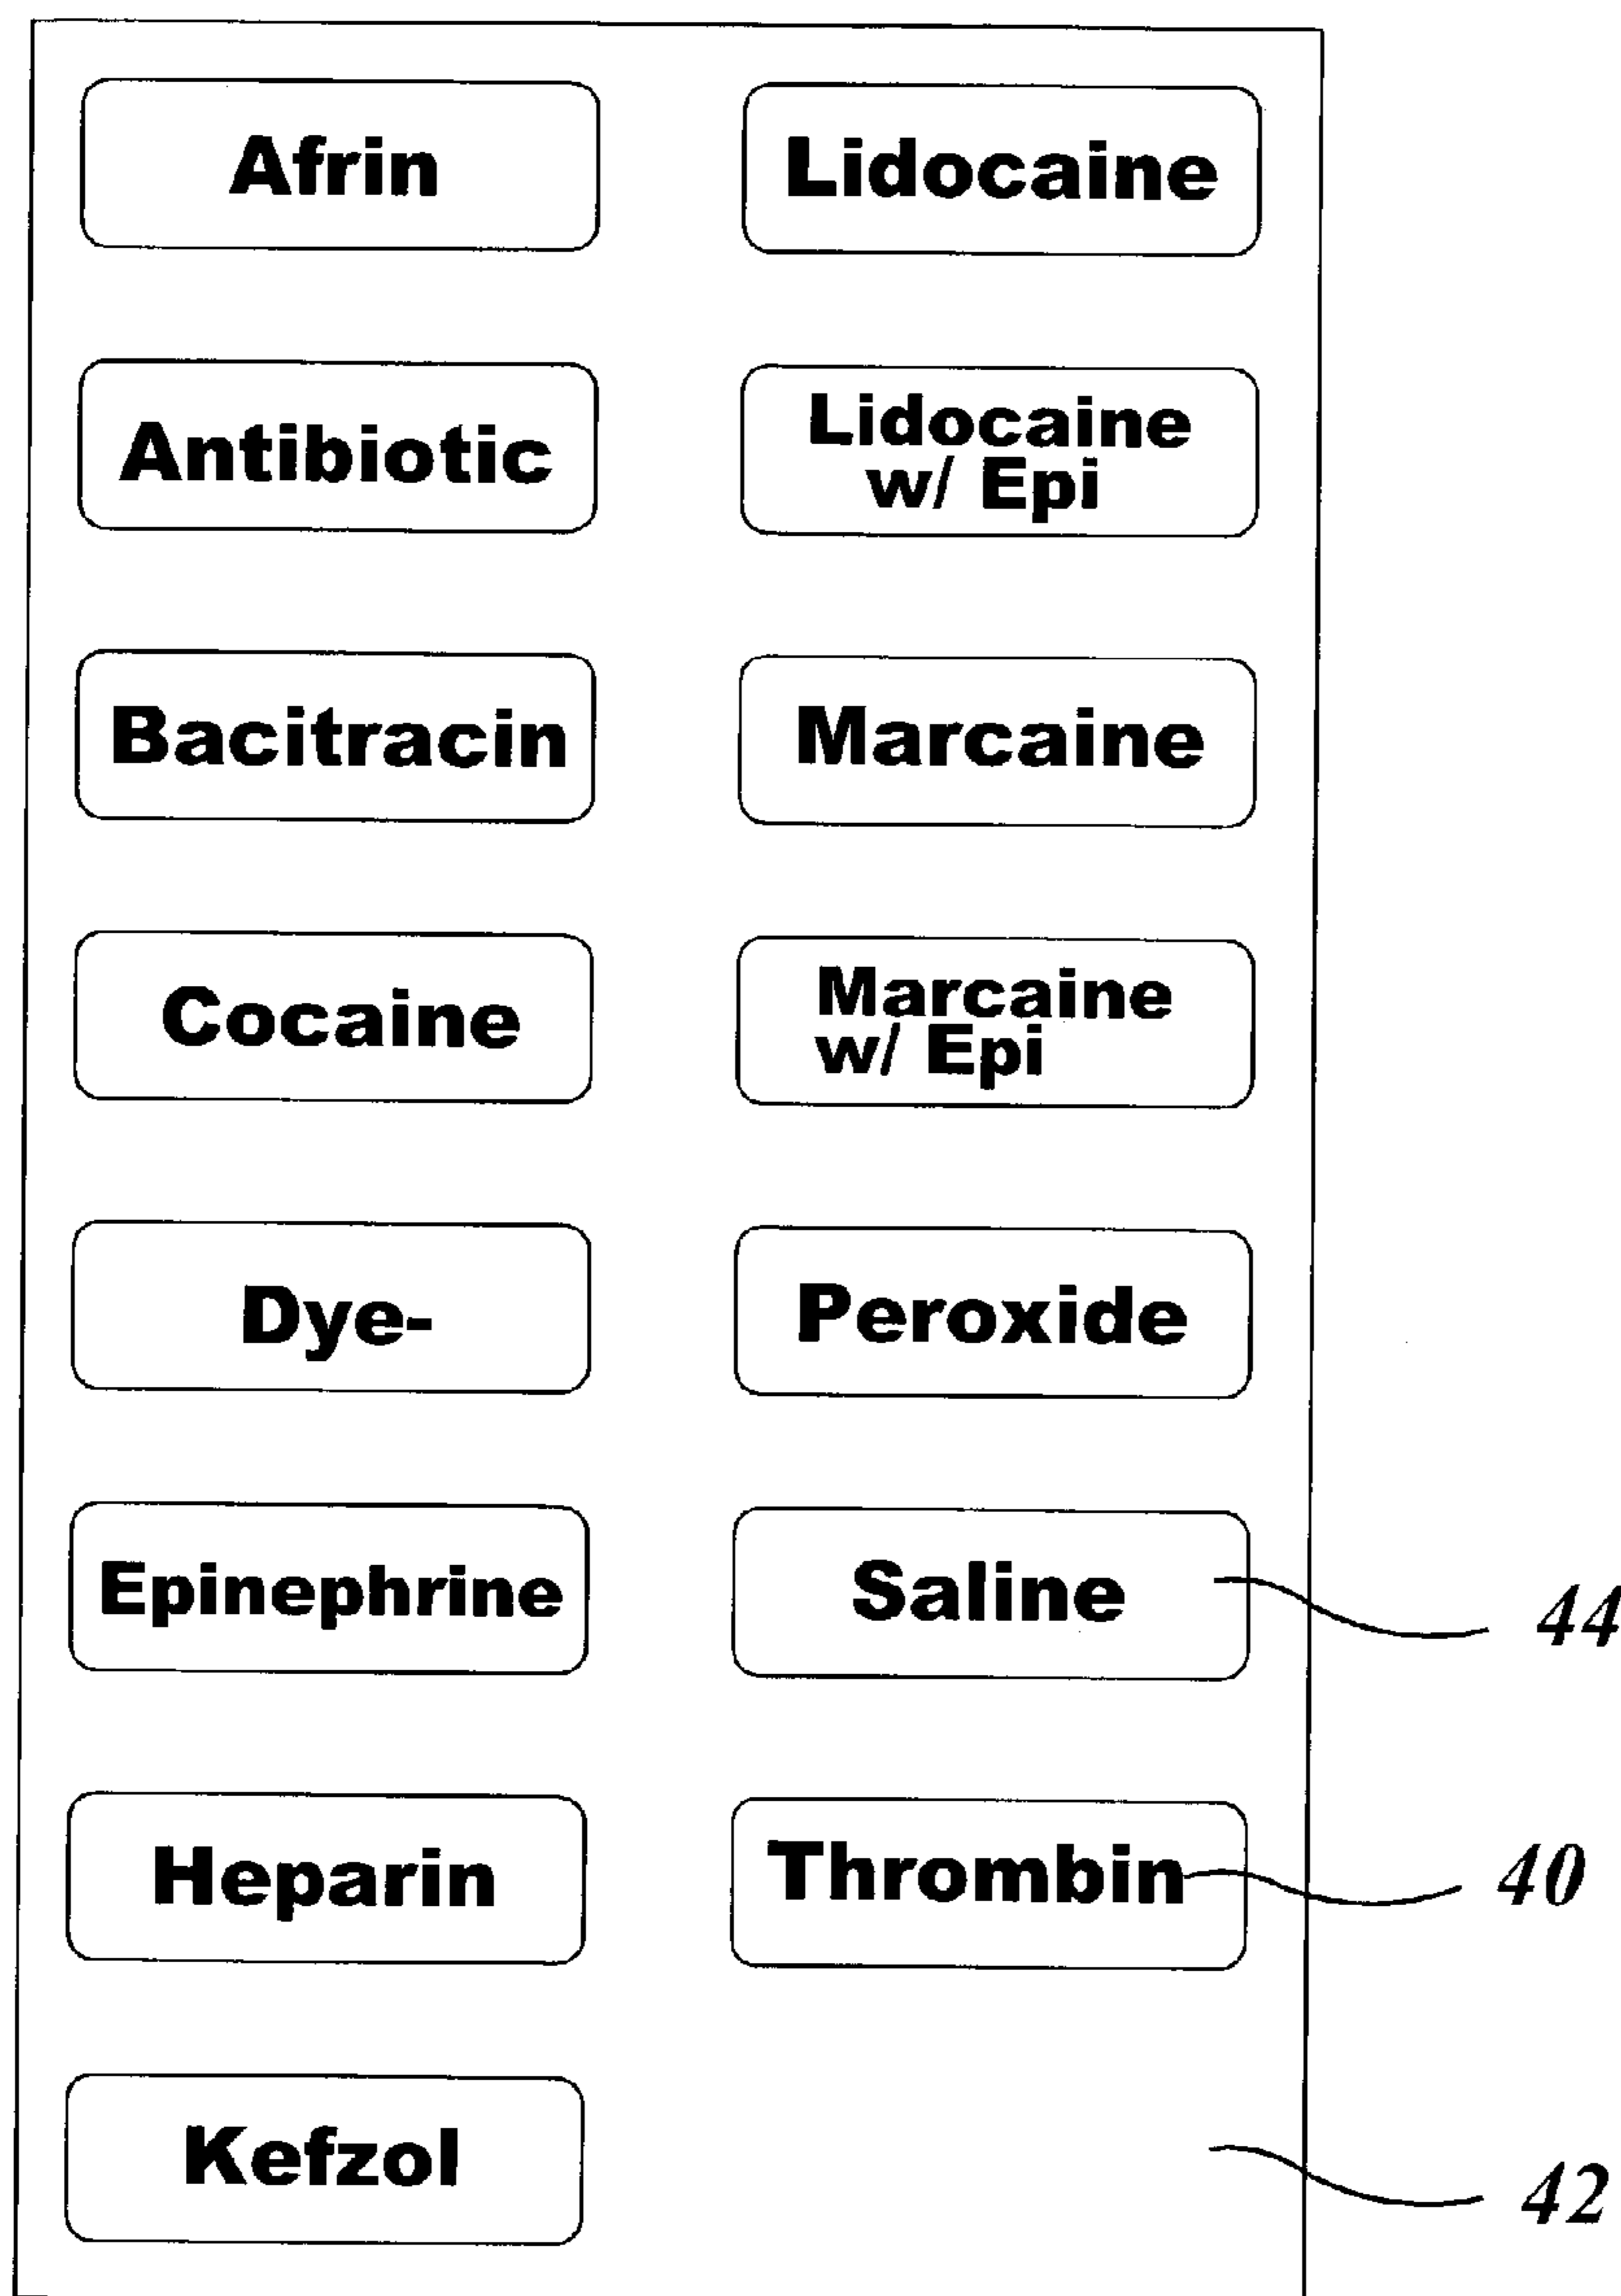 Afrin
Lidocaine
Antibiotic
Lidocaine
w/ Epi
Bacitracin
Marcaine
Cocaine
Marcaine
w/ Epi
Dye-
Peroxide
Epinephrine
Saline
44
Heparin
Thrombin
40
Kefzol
42